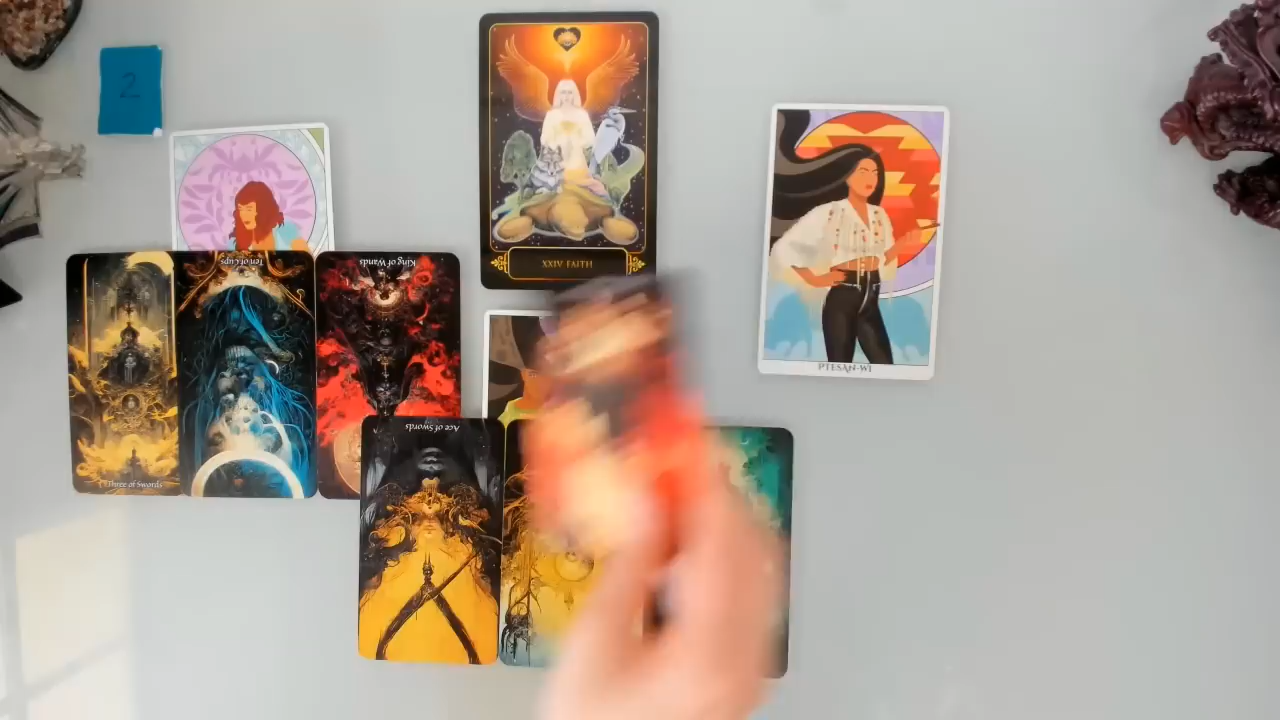 2
XXIV FAITH
Ten of Cups
King of Wands
PTESAN-WI
Ace of Swords
Three of Swords